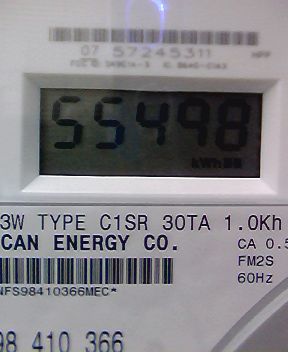 07 57245311
55498
kWh
3W TYPE C1SR 30TA 1.0Kh
CAN ENERGY CO.
CA 0.5
FM2S
60Hz
NFS98410366MEC*
98 410 366